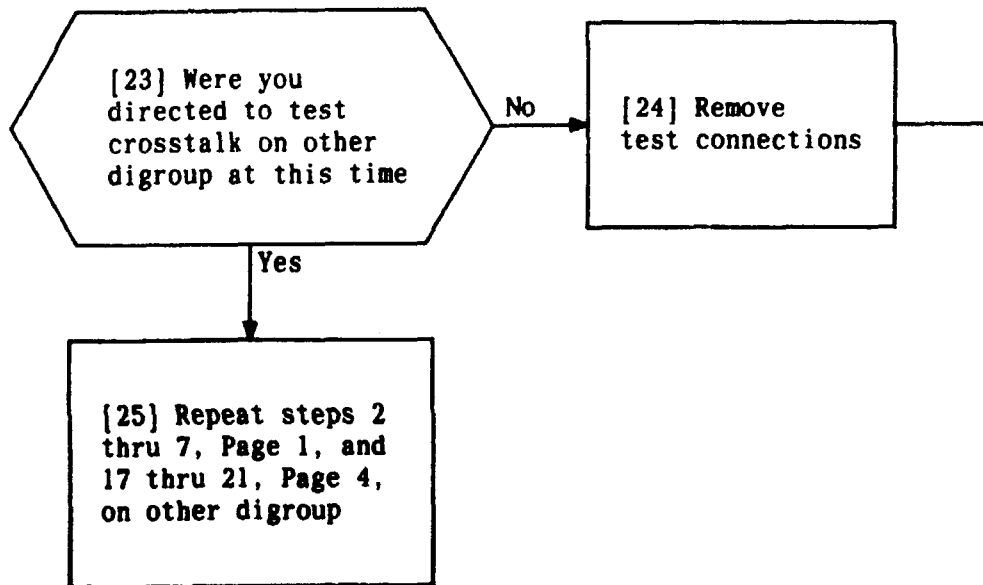 [23] Were you
directed to test
crosstalk on other
digroup at this time
No
[24] Remove
test connections
Yes
[25] Repeat steps 2
thru 7, Page 1, and
17 thru 21, Page 4,
on other digroup